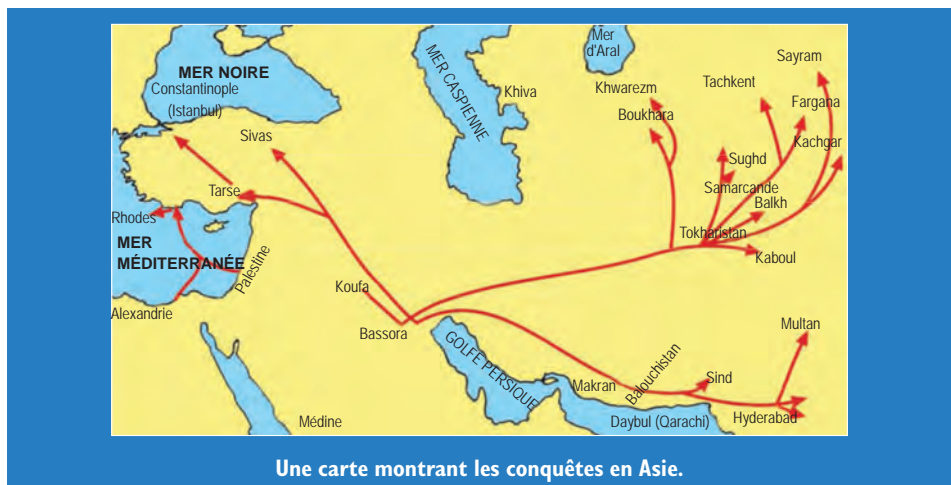 Mer
d'Aral
Sayram
MER NOIRE
Constantinople
(Istanbul)
MER CASPIENNE
Khiva
Khwarezm
Tachkent
Boukhara
Fargana
Sivas
Kachgar
Sughd
Tarse
Samarcande
Balkh
Rhodes
Tokharistan
MER
MÉDITERRANÉE
Palestine
Kaboul
Koufa
Alexandrie
Bassora
Multan
GOLFE PERSIQUE
Balouchistan
Makran
Sind
Médine
Daybul (Qarachi)
Hyderabad
Une carte montrant les conquêtes en Asie.